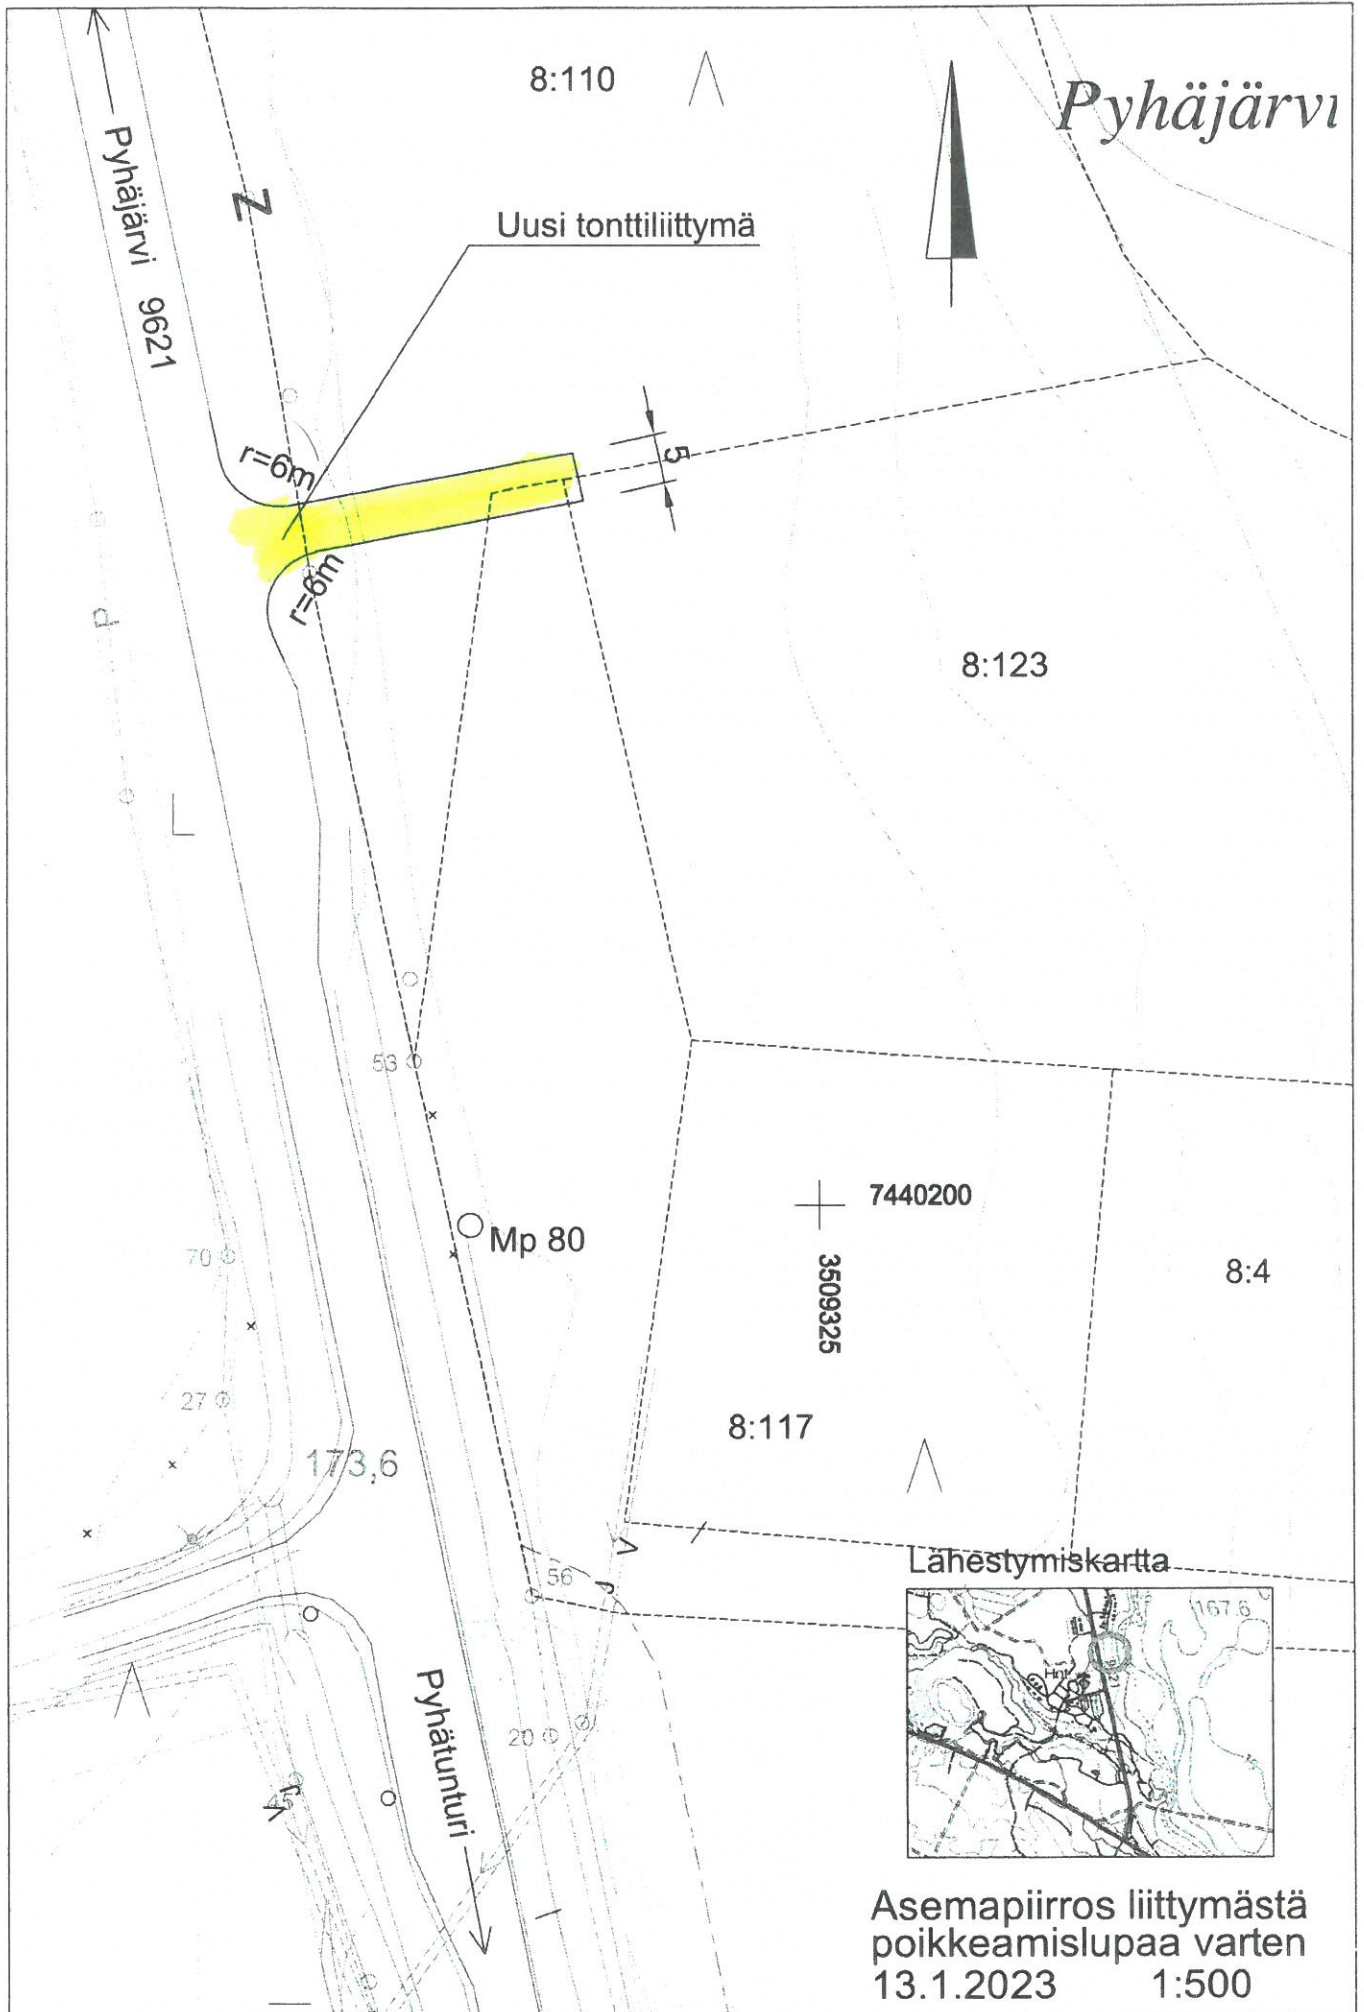 8:110
Pyhäjärvi
Pyhäjärvi 9621
Z
Uusi tonttiliittymä
r=6m
5
r=6m
P
8:123
L
53
7440200
Mp 80
3509325
70
8:4
27
8:117
173,6
V
Lähestymiskartta
56
167.6
Pyhätunturi
20
45
Asemapiirros liittymästä
poikkeamislupaa varten
13.1.2023 1:500